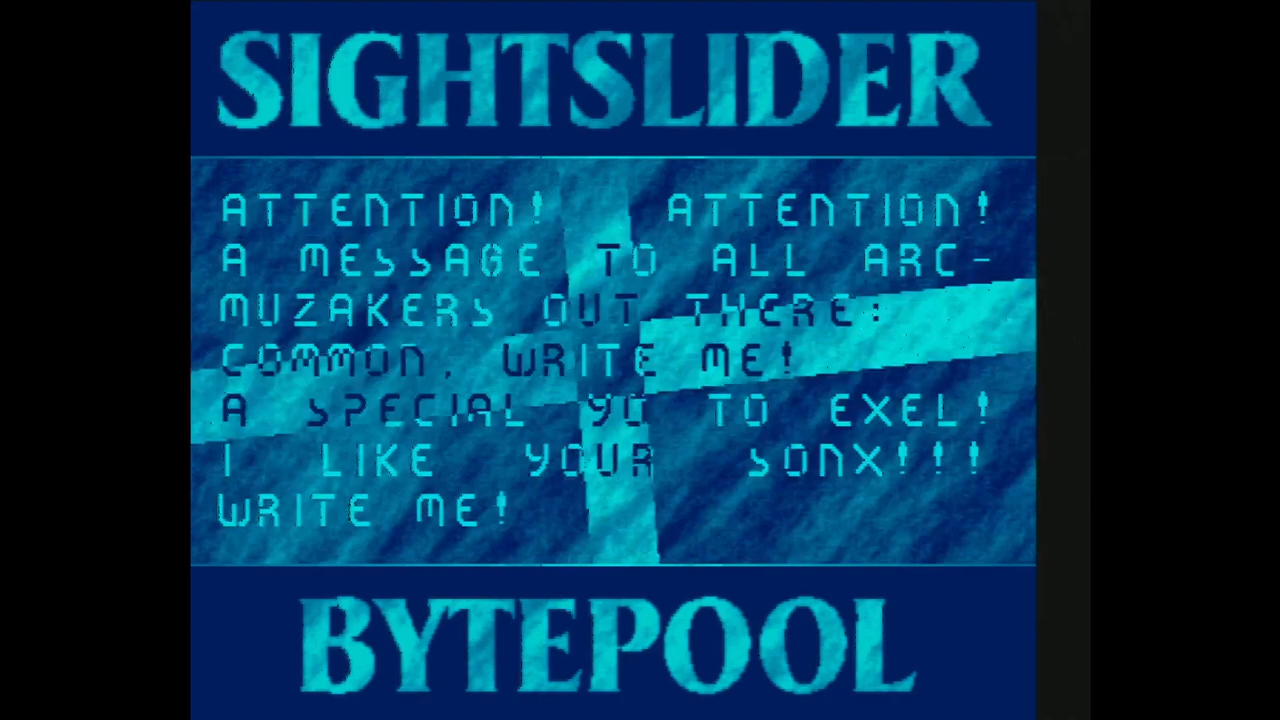 SIGHTSLIDER
ATTENTION! ATTENTION!
A MESSAGE TO ALL ARC-
MUZAKERS OUT THERE:
COMMON, WRITE ME!
A SPECIAL YO TO EXEL!
I LIKE YOUR SONX!!!
WRITE ME!
BYTEPOOL